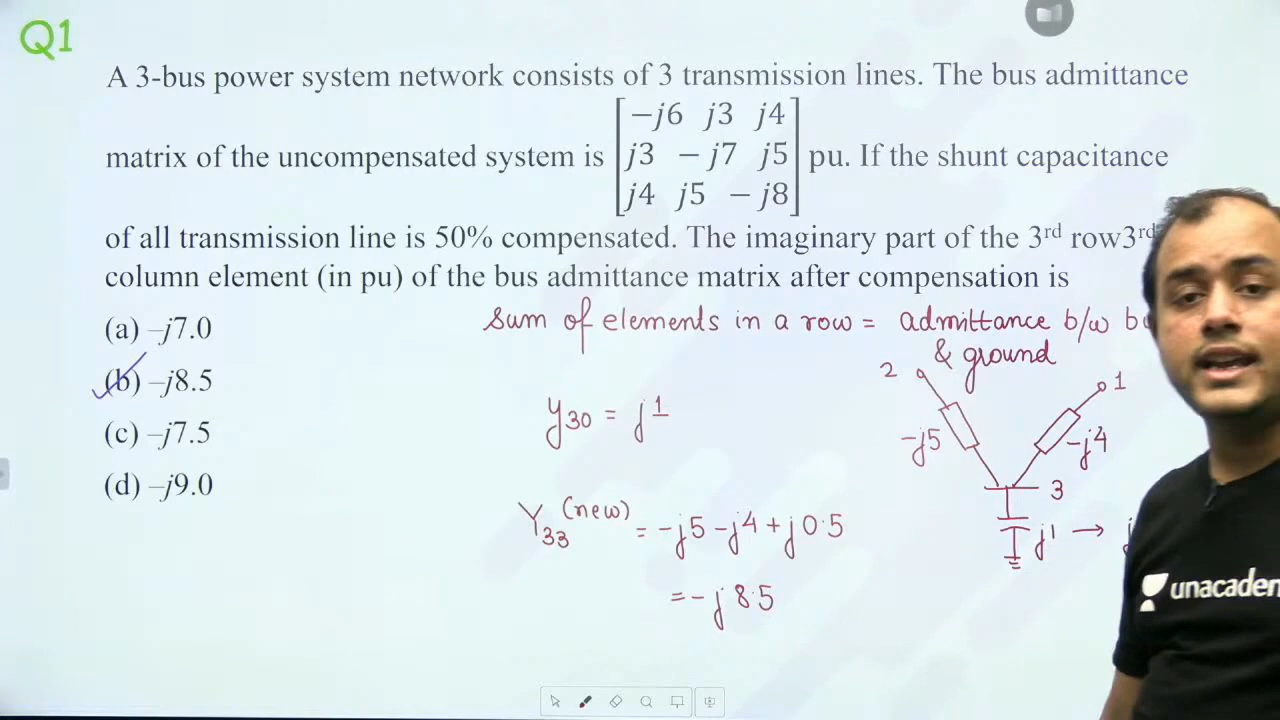 Q1
A 3-bus power system network consists of 3 transmission lines. The bus admittance
matrix of the uncompensated system is [−j6 j3 j4
j3 −j7 j5
j4 j5 −j8] pu. If the shunt capacitance
of all transmission line is 50% compensated. The imaginary part of the 3rd row3rd
column element (in pu) of the bus admittance matrix after compensation is
(a) –j7.0
(b) –j8.5
(c) –j7.5
(d) –j9.0
Sum of elements in a row = admittance b/w
& ground
y30 = j1
Y33 (new) = -j5 -j4 + j0.5
= -j8.5
2
1
-j5
-j4
3
j1 →
unacadem